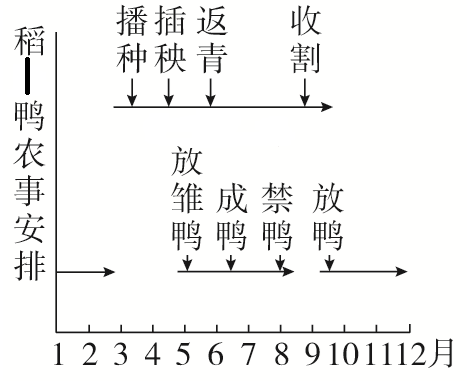 稻—鸭农事安排
播种 插秧 返青 收割
放雏鸭 成鸭 禁鸭 放鸭
1 2 3 4 5 6 7 8 9 10 11 12月